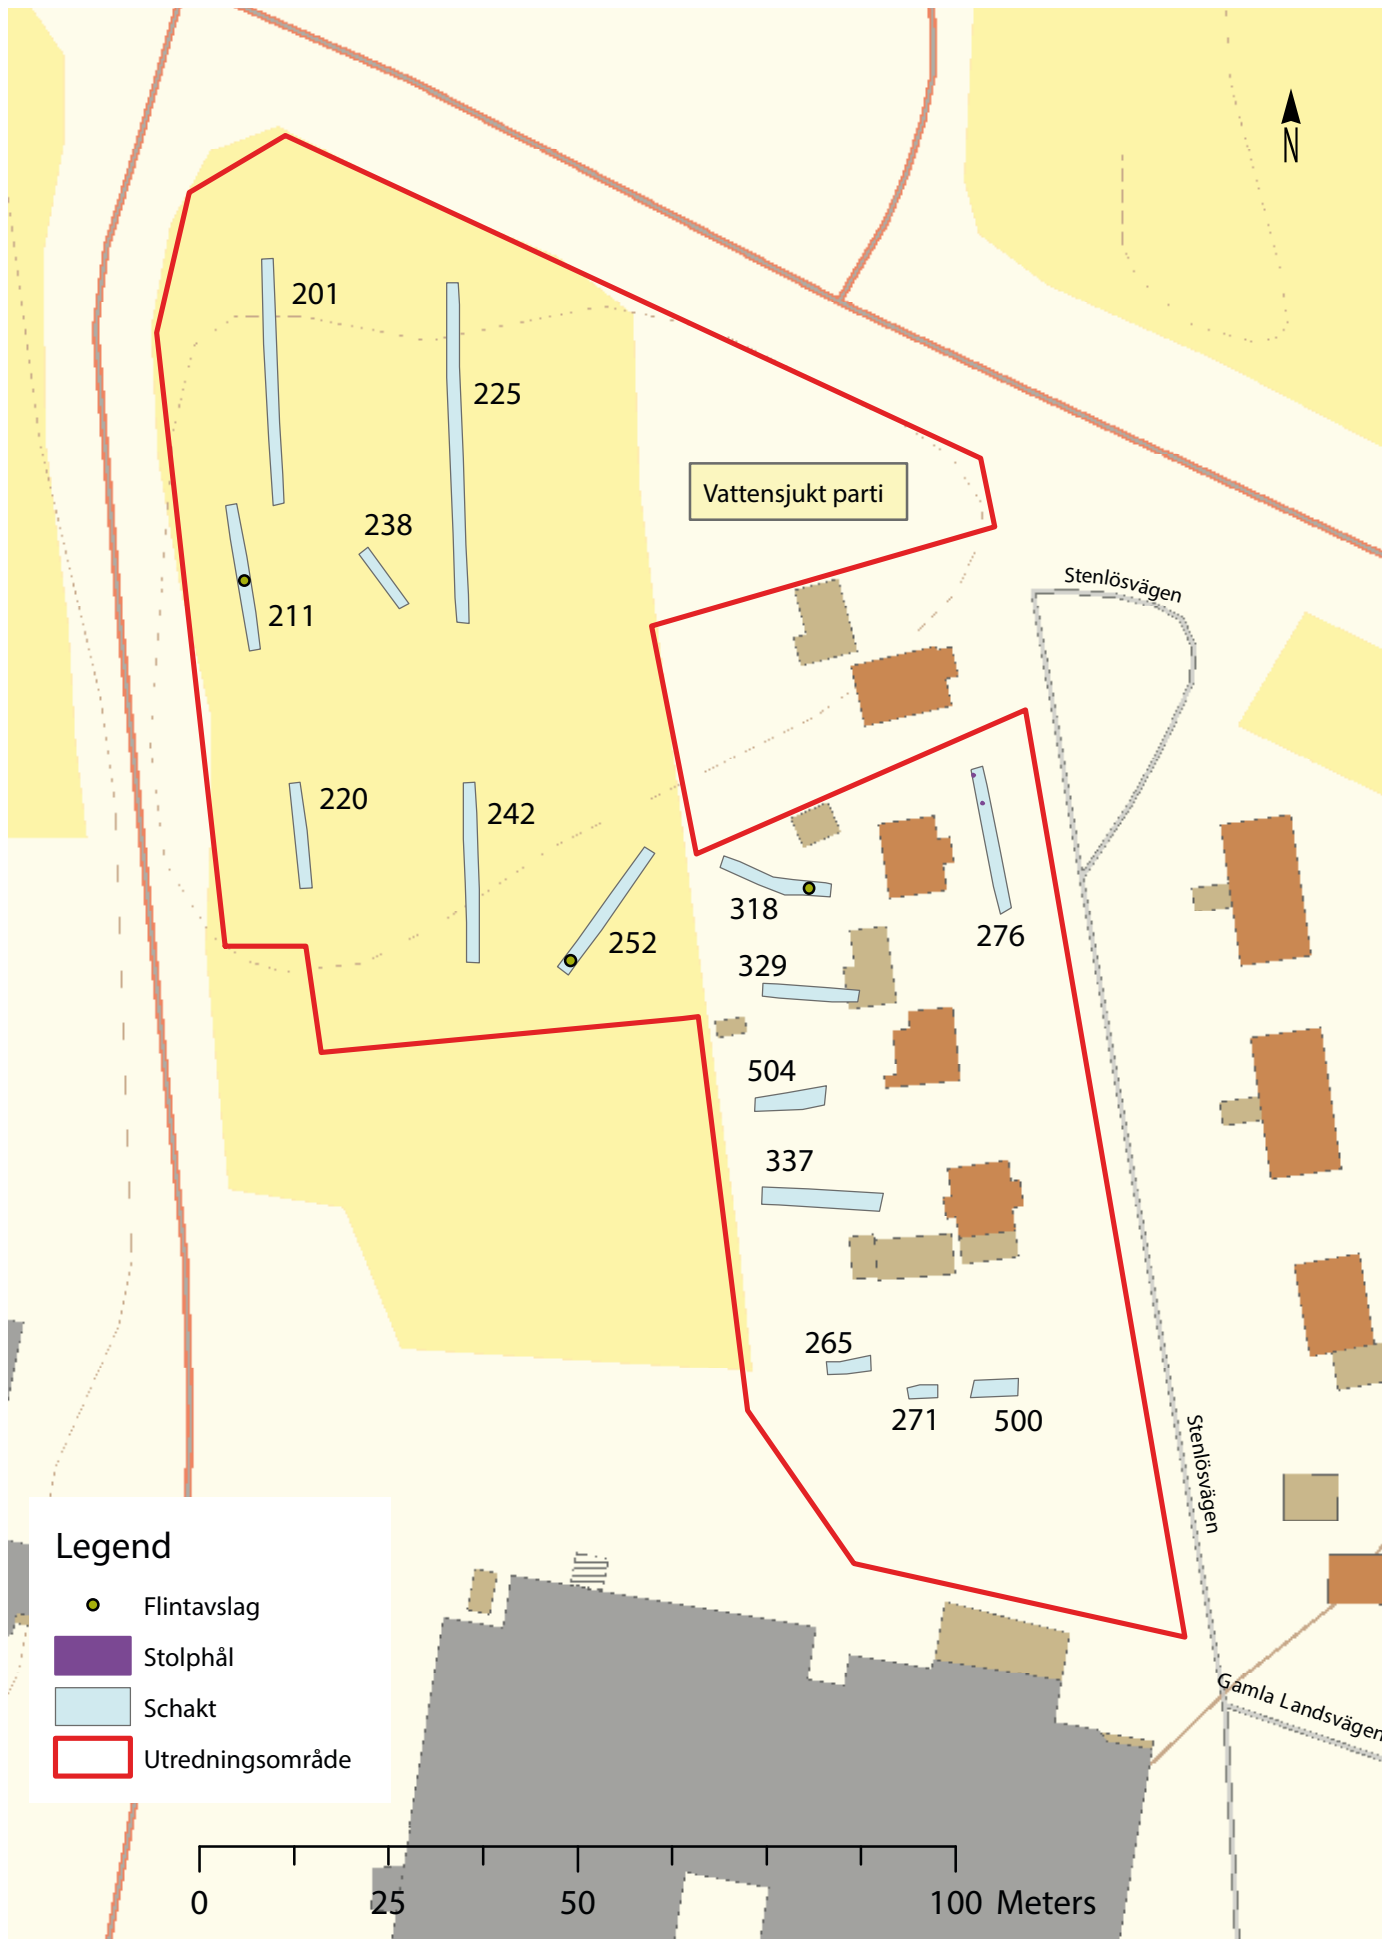 N
201
225
Vattensjukt parti
238
211
Stenlösvägen
220
242
318
252
276
329
504
337
265
271
500
Stenlösvägen
Legend
Flintavslag
Stolphål
Schakt
Utredningsområde
Gamla Landsvägen
0 25 50 100 Meters